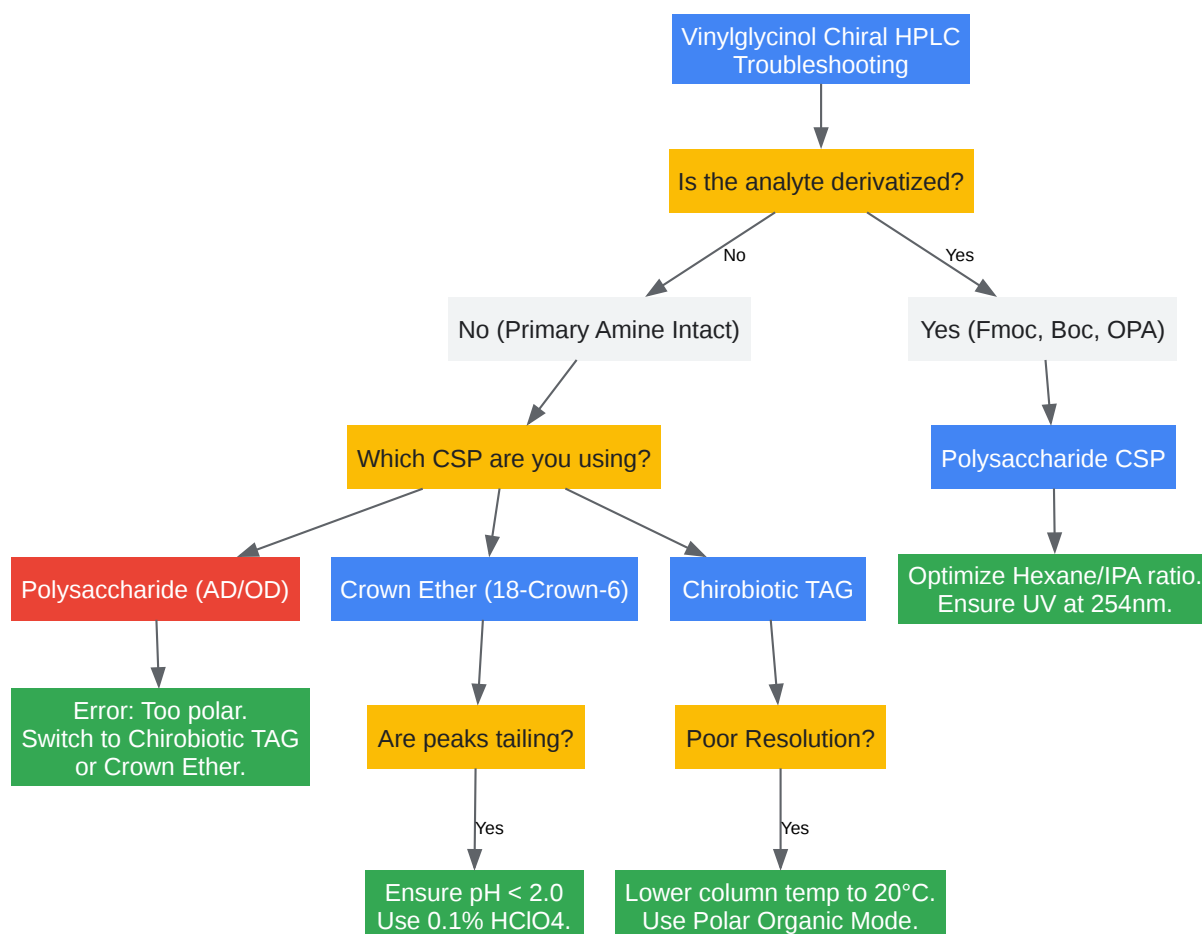 Vinylglycinol Chiral HPLC
Troubleshooting
Is the analyte derivatized?
No
Yes
No (Primary Amine Intact)
Yes (Fmoc, Boc, OPA)
Which CSP are you using?
Polysaccharide CSP
Polysaccharide (AD/OD)
Crown Ether (18-Crown-6)
Chirobiotic TAG
Optimize Hexane/IPA ratio.
Ensure UV at 254nm.
Error: Too polar.
Switch to Chirobiotic TAG
or Crown Ether.
Are peaks tailing?
Poor Resolution?
Yes
Yes
Ensure pH < 2.0
Use 0.1% HClO4.
Lower column temp to 20°C.
Use Polar Organic Mode.